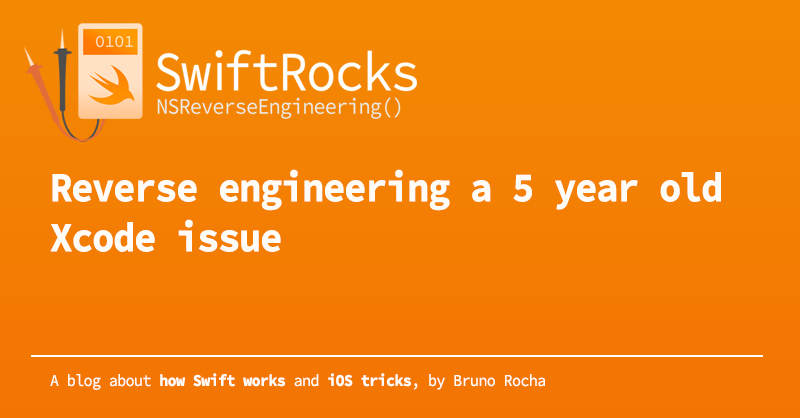 0101
SwiftRocks
NSReverseEngineering()
Reverse engineering a 5 year old
Xcode issue
A blog about how Swift works and iOS tricks, by Bruno Rocha